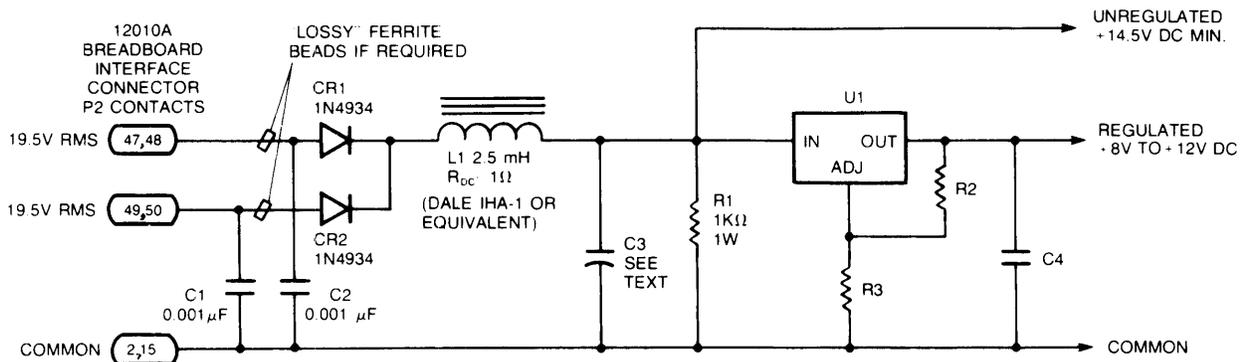 12010A
BREADBOARD
INTERFACE
CONNECTOR
P2 CONTACTS
"LOSSY" FERRITE
BEADS IF REQUIRED
CR1
1N4934
19.5V RMS
47,48
19.5V RMS
49,50
CR2
1N4934
L1 2.5 mH
RDC· 1Ω
(DALE IHA-1 OR
EQUIVALENT)
C1
0.001 μF
C2
0.001 μF
COMMON
2,15
C3
SEE
TEXT
R1
1KΩ
1W
U1
IN
OUT
ADJ
R2
R3
C4
UNREGULATED
+14.5V DC MIN.
REGULATED
+8V TO +12V DC
COMMON